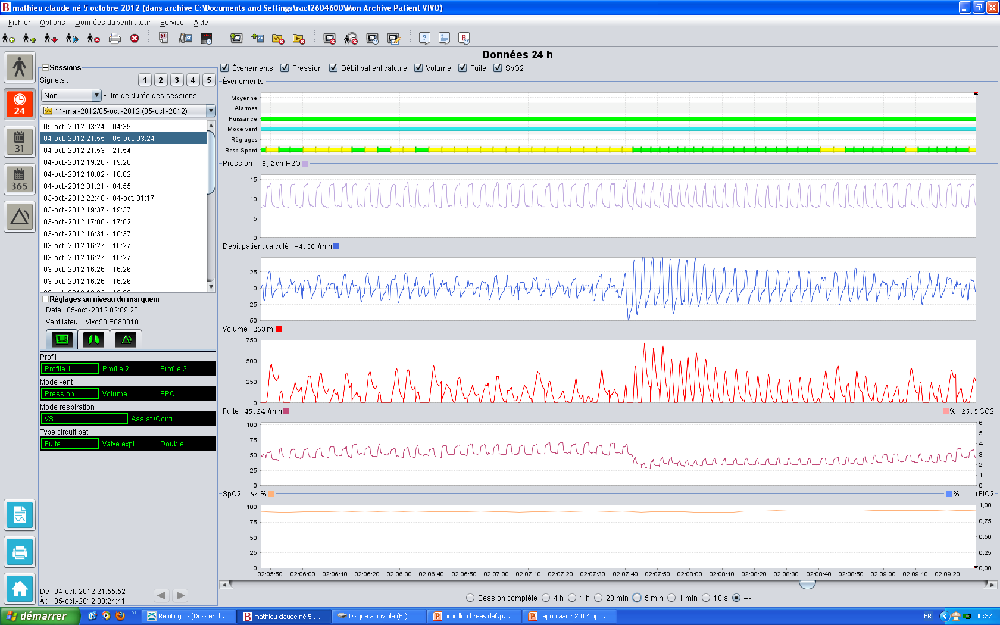 mathieu claude né 5 octobre 2012 (dans archive C:\Documents and Settings\racl2604600\Mon Archive Patient VIVO)
Fichier Options Données du ventilateur Service Aide
Données 24 h
Sessions
Signets :
1 2 3 4 5
Non Filtre de durée des sessions
11-mai-2012/05-oct.-2012 (05-oct.-2012)
05-oct.-2012 03:24 - 04:39
04-oct.-2012 21:55 - 05-oct. 03:24
04-oct.-2012 21:53 - 21:54
04-oct.-2012 19:20 - 19:20
04-oct.-2012 18:02 - 18:02
04-oct.-2012 01:21 - 04:55
03-oct.-2012 22:40 - 04-oct. 01:17
03-oct.-2012 19:37 - 19:37
03-oct.-2012 17:00 - 17:02
03-oct.-2012 16:31 - 16:37
03-oct.-2012 16:27 - 16:27
03-oct.-2012 16:27 - 16:27
03-oct.-2012 16:26 - 16:26
03-oct.-2012 16:26 - 16:26
24
31
365
Réglages au niveau du marqueur
Date : 05-oct.-2012 02:09:28
Ventilateur : Vivo50 E080010
Profil
Profile 1 Profile 2 Profile 3
Mode vent
Pression Volume PPC
Mode respiration
VS Assist./Contr.
Type circuit pat.
Fuite Valve expi. Double
De : 04-oct.-2012 21:55:52
À : 05-oct.-2012 03:24:41
Événements Pression Débit patient calculé Volume Fuite SpO2
Événements
Moyenne
Alarmes
Puissance
Mode vent
Réglages
Resp Spont
Pression 8,2 cmH2O
15
10
5
0
Débit patient calculé -4,38 l/min
25
0
-25
-50
Volume 263 ml
750
500
250
0
Fuite 45,24 l/min % 25,5 CO2
100
75
50
25
0
6
5
4
3
2
1
0
SpO2 94 % % 0 FiO2
100
75
50
25
0
1,00
0,75
0,50
0,25
0,00
02:05:50 02:06:00 02:06:10 02:06:20 02:06:30 02:06:40 02:06:50 02:07:00 02:07:10 02:07:20 02:07:30 02:07:40 02:07:50 02:08:00 02:08:10 02:08:20 02:08:30 02:08:40 02:08:50 02:09:00 02:09:10 02:09:20
Session complète 4 h 1 h 20 min 5 min 1 min 10 s ---
démarrer RemLogic - [Dossier d... mathieu claude né 5 ... Disque amovible (F:) brouillon breas def.p... capno aamr 2012.ppt... FR 00:37